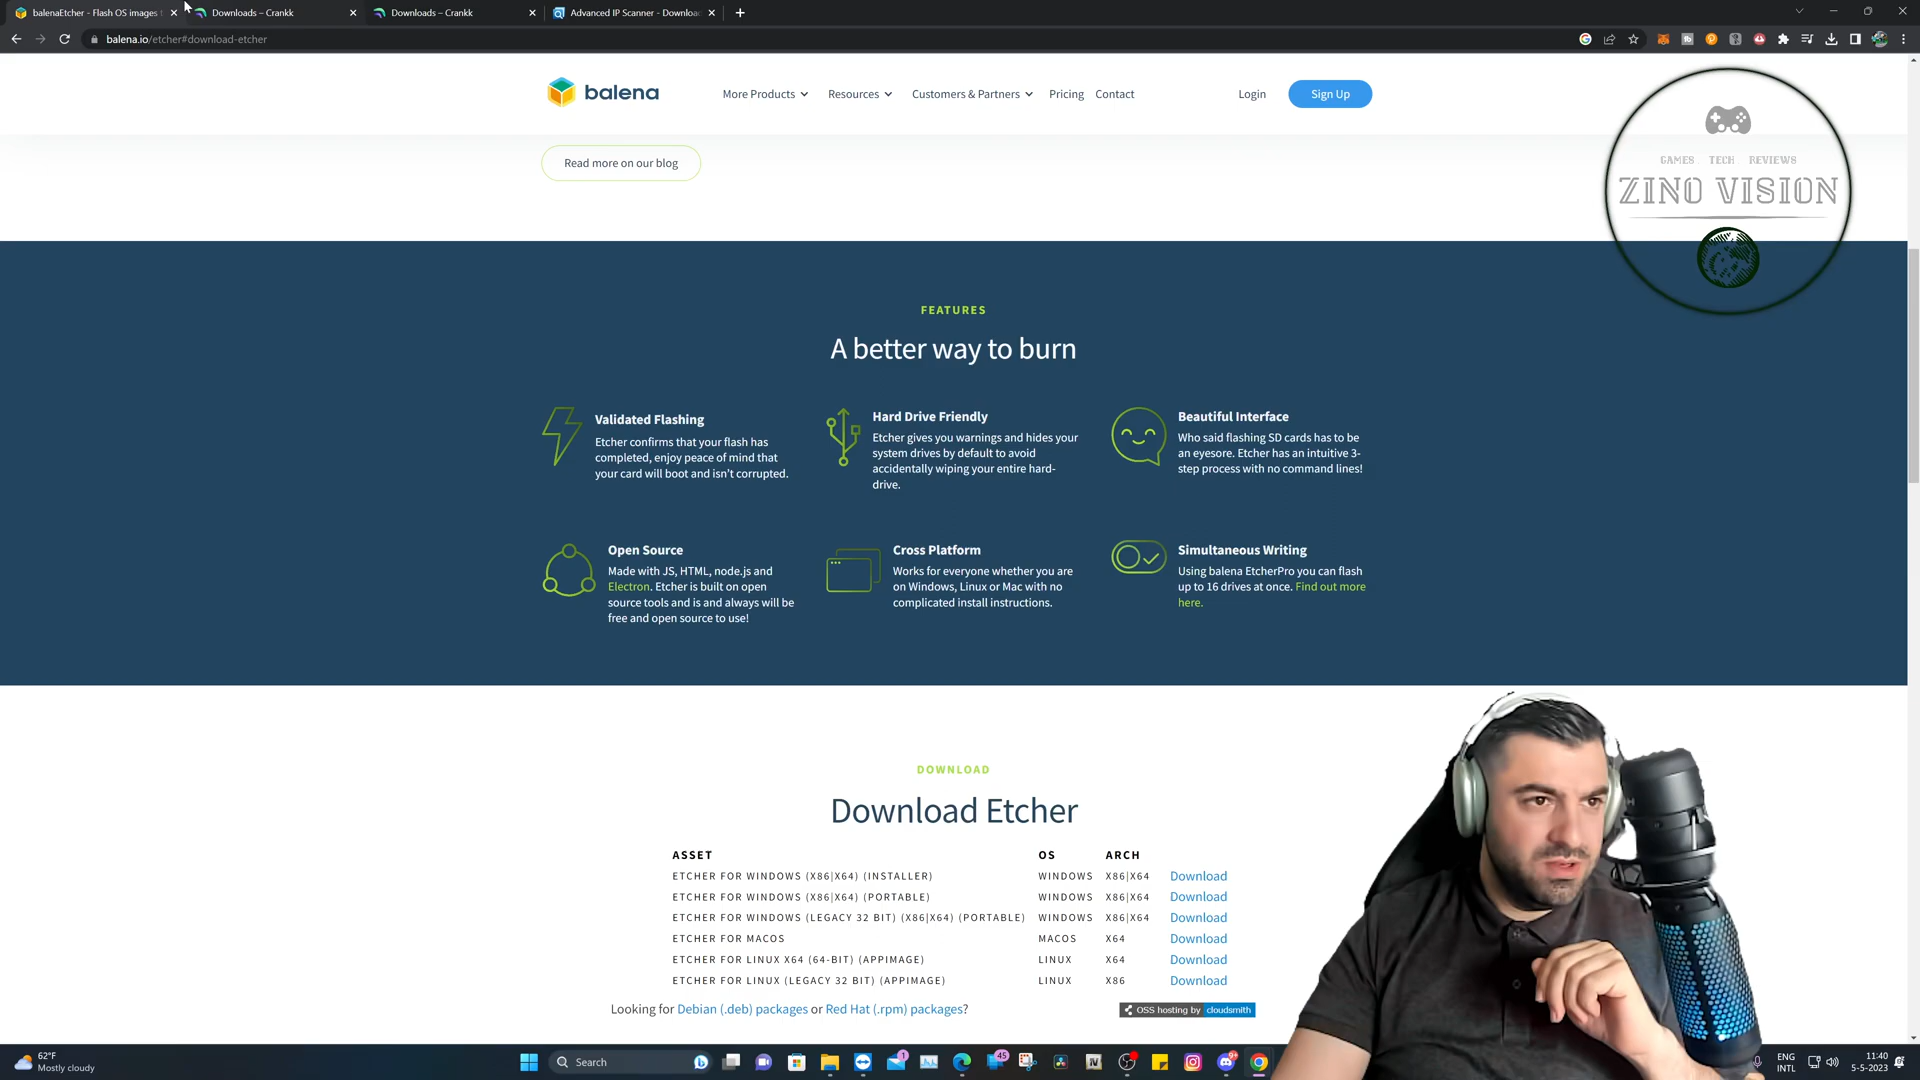 balenaEtcher - Flash OS images t
Downloads – Crankk
Downloads – Crankk
Advanced IP Scanner - Downloa
balena.io/etcher#download-etcher
balena
More Products
Resources
Customers & Partners
Pricing
Contact
Login
Sign Up
Read more on our blog
GAMES TECH REVIEWS
ZINO VISION
FEATURES
A better way to burn
Validated Flashing
Etcher confirms that your flash has
completed, enjoy peace of mind that
your card will boot and isn't corrupted.
Hard Drive Friendly
Etcher gives you warnings and hides your
system drives by default to avoid
accidentally wiping your entire hard-
drive.
Beautiful Interface
Who said flashing SD cards has to be
an eyesore. Etcher has an intuitive 3-
step process with no command lines!
Open Source
Made with JS, HTML, node.js and
Electron. Etcher is built on open
source tools and is and always will be
free and open source to use!
Cross Platform
Works for everyone whether you are
on Windows, Linux or Mac with no
complicated install instructions.
Simultaneous Writing
Using balena EtcherPro you can flash
up to 16 drives at once. Find out more
here.
DOWNLOAD
Download Etcher
ASSET OS ARCH
ETCHER FOR WINDOWS (X86|X64) (INSTALLER) WINDOWS X86|X64 Download
ETCHER FOR WINDOWS (X86|X64) (PORTABLE) WINDOWS X86|X64 Download
ETCHER FOR WINDOWS (LEGACY 32 BIT) (X86|X64) (PORTABLE) WINDOWS X86|X64 Download
ETCHER FOR MACOS MACOS X64 Download
ETCHER FOR LINUX X64 (64-BIT) (APPIMAGE) LINUX X64 Download
ETCHER FOR LINUX (LEGACY 32 BIT) (APPIMAGE) LINUX X86 Download
Looking for Debian (.deb) packages or Red Hat (.rpm) packages?
OSS hosting by cloudsmith
62°F
Mostly cloudy
Search
1
45
9+
ENG
INTL
11:40
5-5-2023